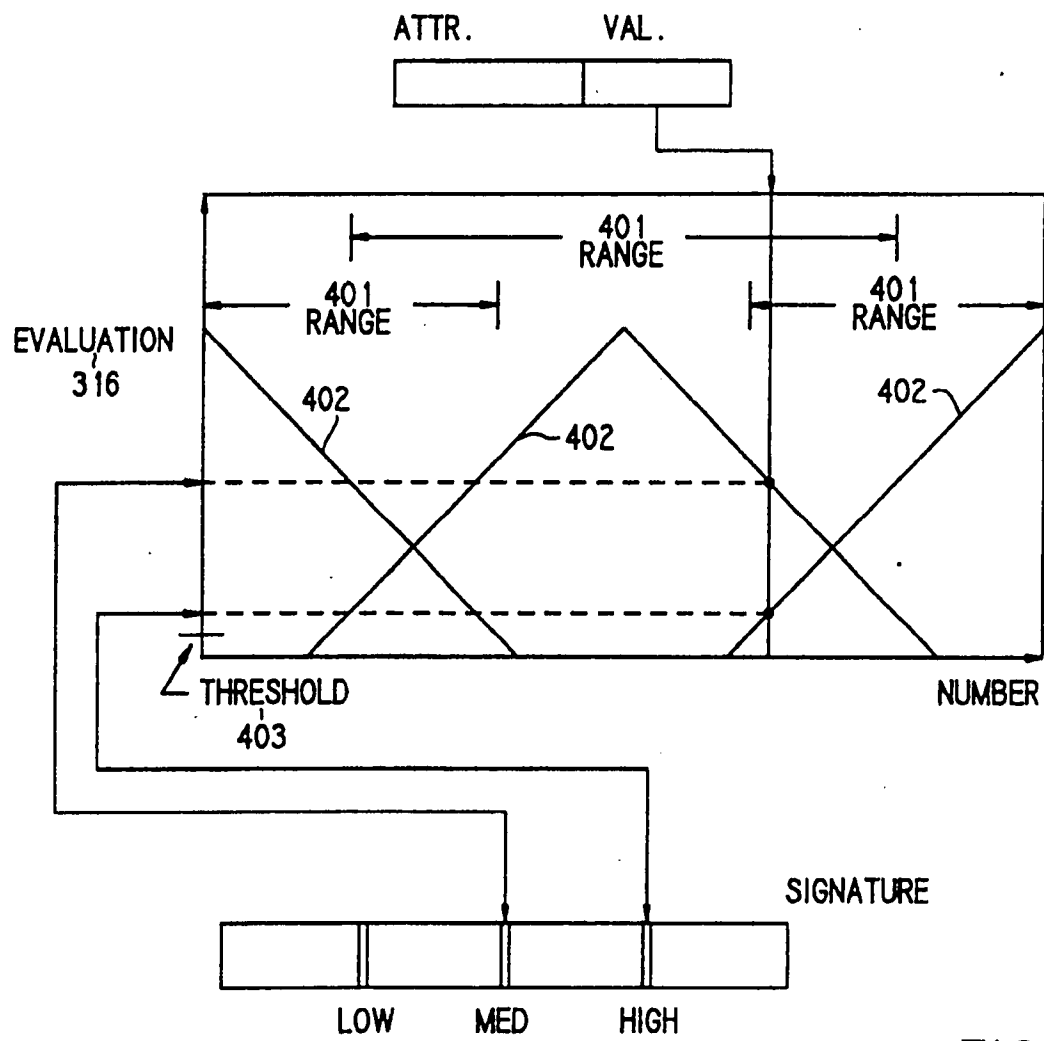 ATTR. VAL.
401
RANGE
401
RANGE
401
RANGE
EVALUATION
316
402
402
402
THRESHOLD
403
NUMBER
SIGNATURE
LOW MED HIGH